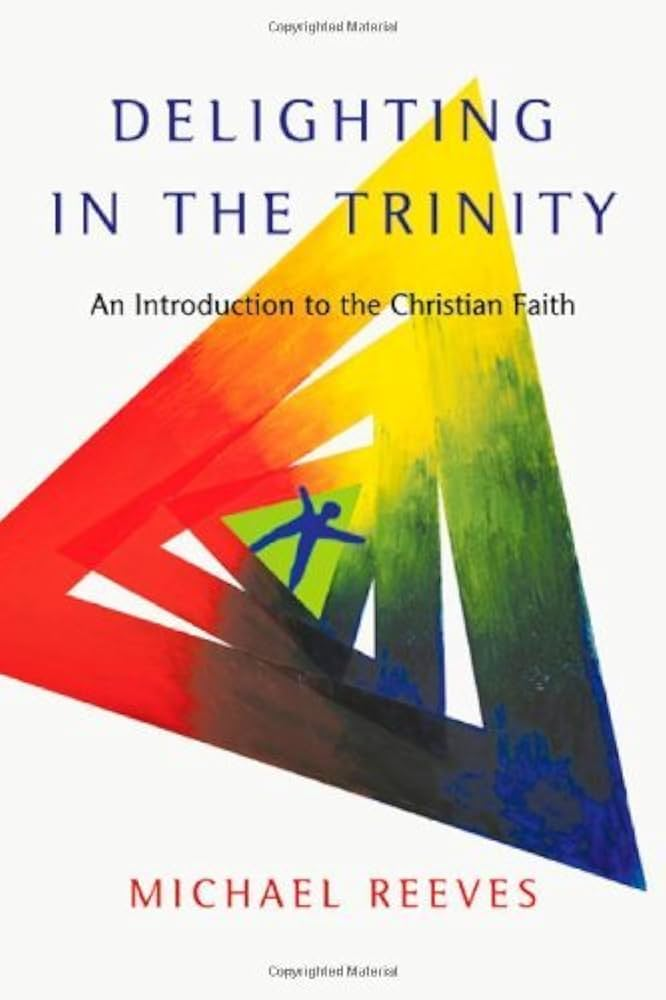 Copyrighted Material
DELIGHTING
IN THE TRINITY
An Introduction to the Christian Faith
MICHAEL REEVES
Copyrighted Material